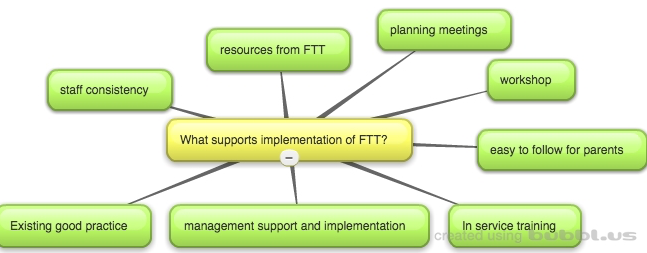 planning meetings
resources from FTT
workshop
staff consistency
What supports implementation of FTT?
easy to follow for parents
Existing good practice
management support and implementation
In service training
created using bubbl.us